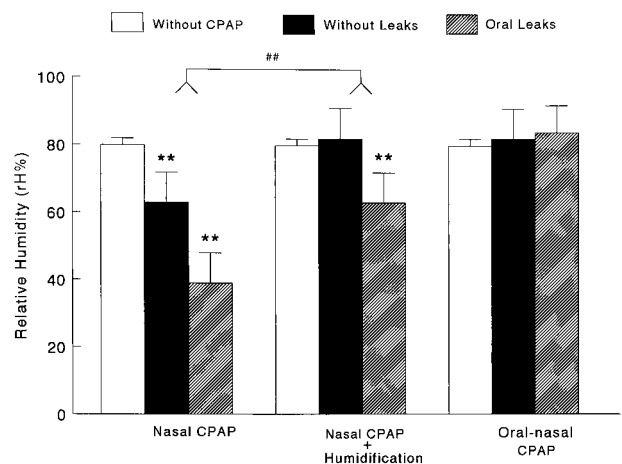 Without CPAP Without Leaks Oral Leaks
##
100
80
60
40
20
0
Relative Humidity (rH%)
**
**
**
Nasal CPAP
Nasal CPAP
+
Humidification
Oral-nasal
CPAP